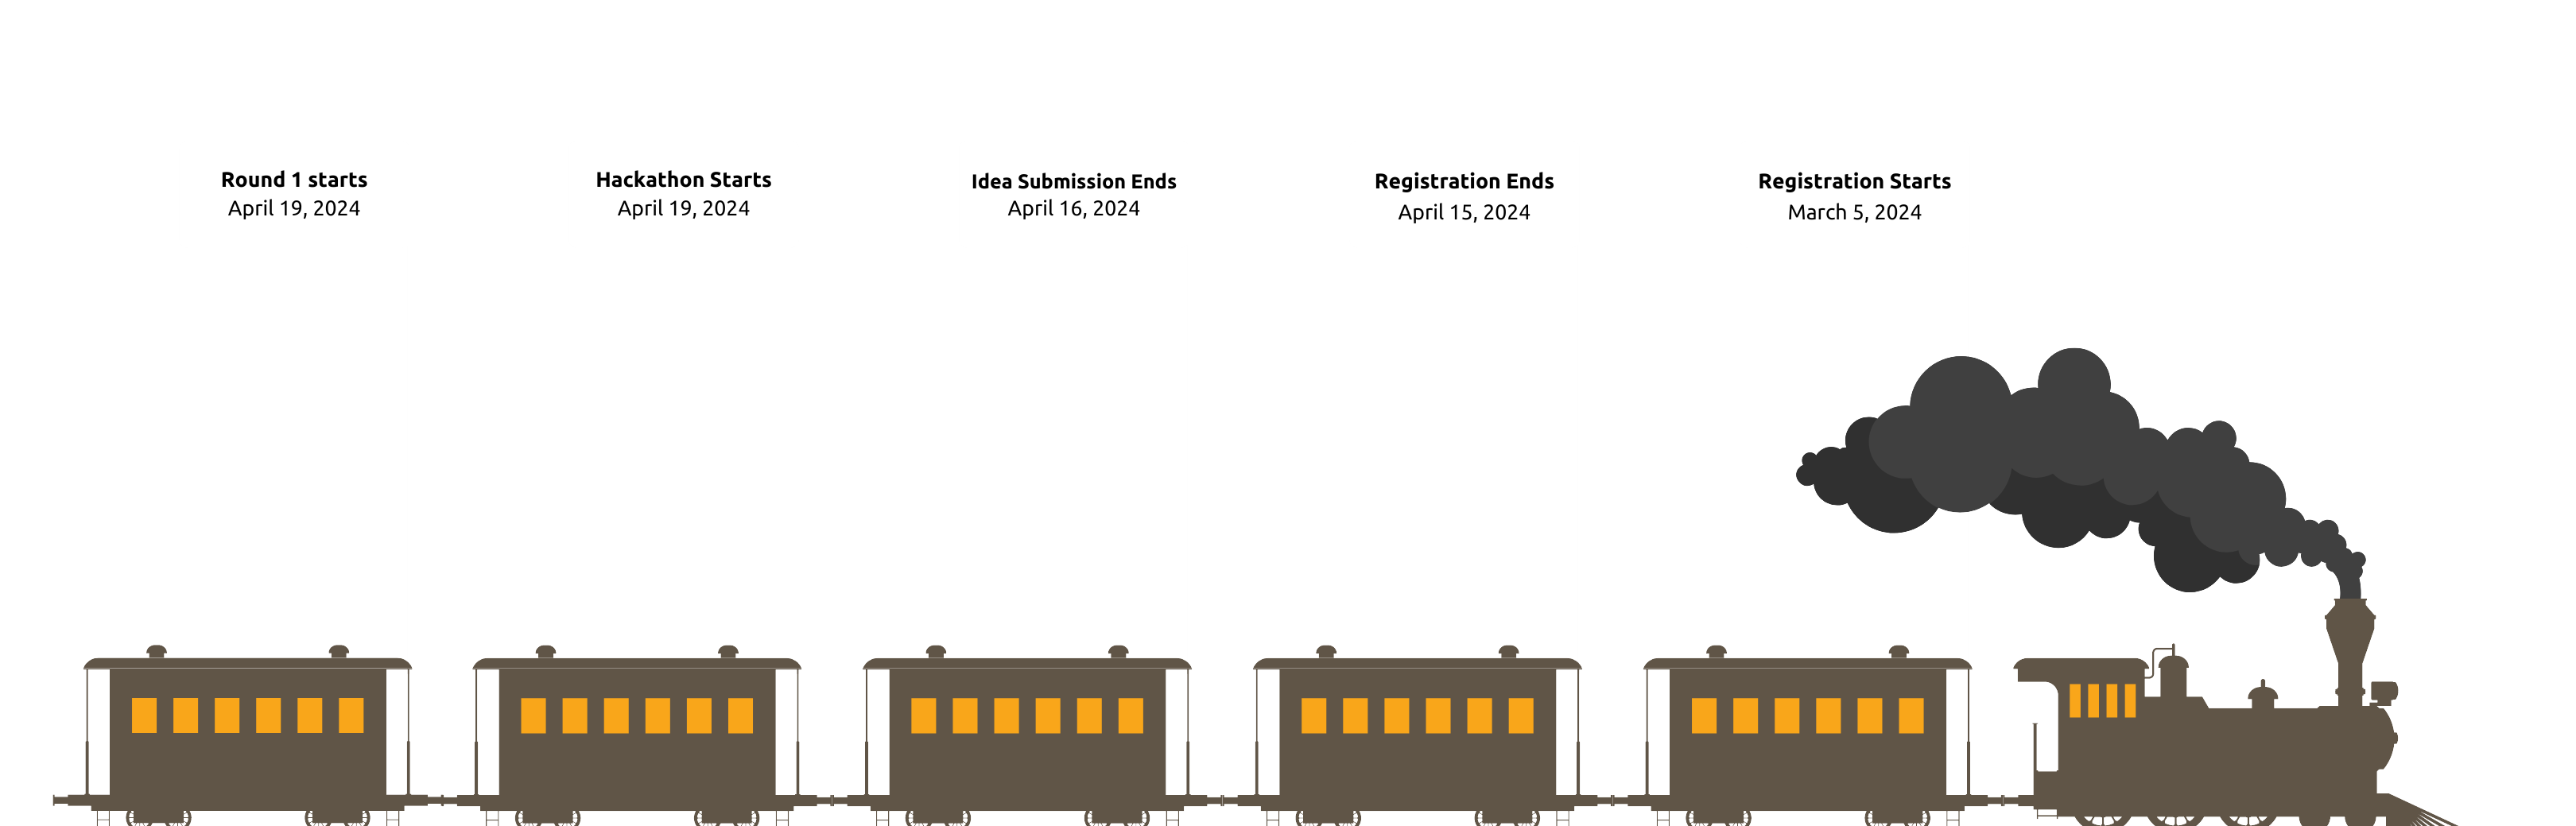 Round 1 starts
April 19, 2024
Hackathon Starts
April 19, 2024
Idea Submission Ends
April 16, 2024
Registration Ends
April 15, 2024
Registration Starts
March 5, 2024